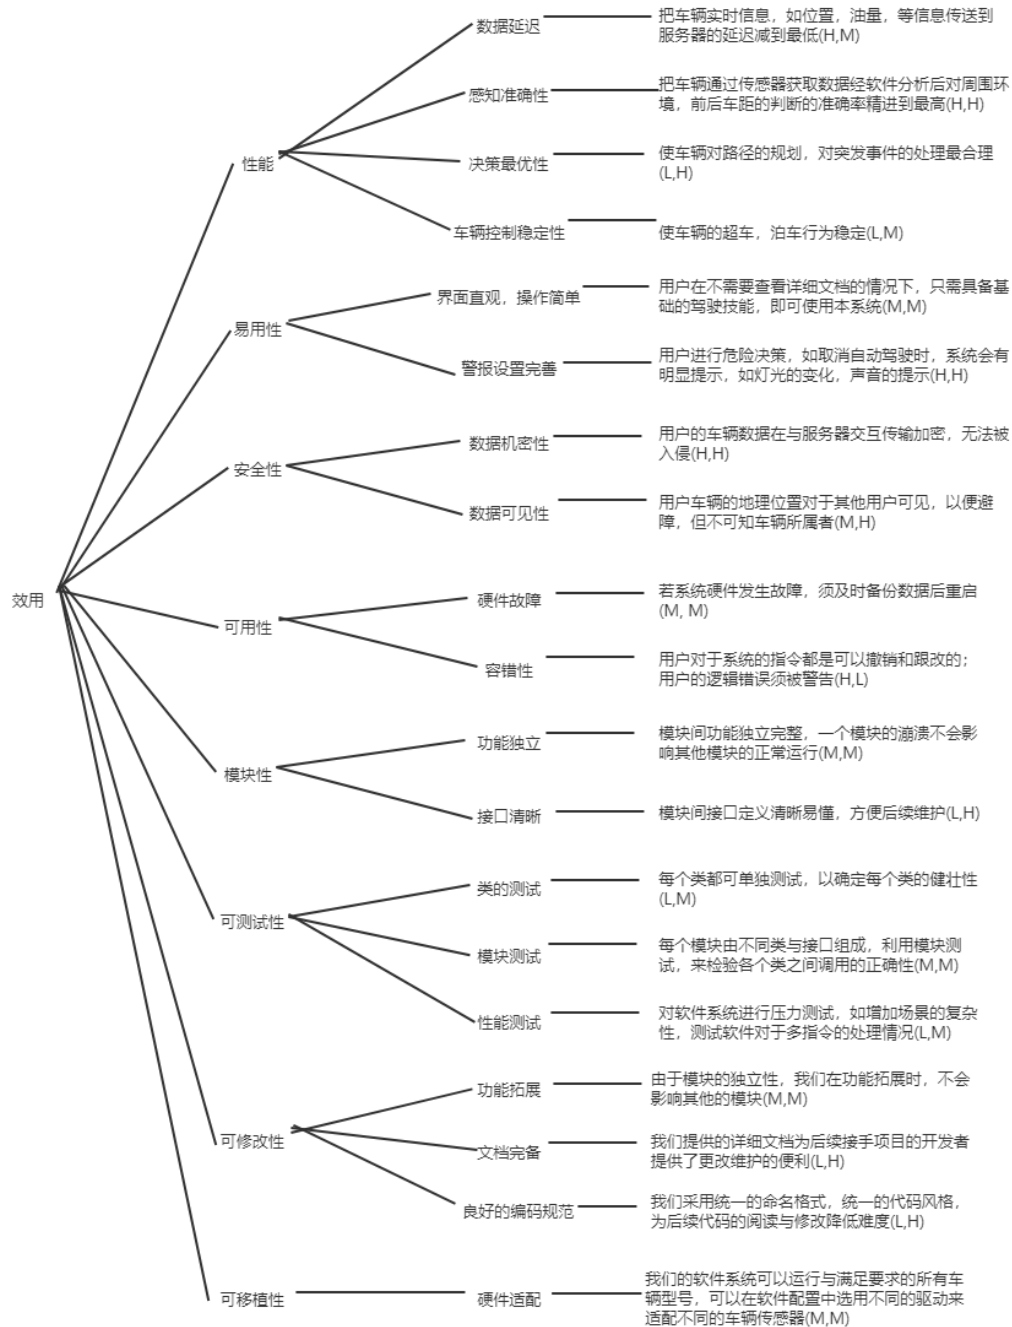 效用
性能
数据延迟
把车辆实时信息，如位置，油量，等信息传送到
服务器的延迟减到最低(H,M)
感知准确性
把车辆通过传感器获取数据经软件分析后对周围环
境，前后车距的判断的准确率精进到最高(H,H)
决策最优性
使车辆对路径的规划，对突发事件的处理最合理
(L,H)
车辆控制稳定性
使车辆的超车，泊车行为稳定(L,M)
易用性
界面直观，操作简单
用户在不需要查看详细文档的情况下，只需具备基
础的驾驶技能，即可使用本系统(M,M)
警报设置完善
用户进行危险决策，如取消自动驾驶时，系统会有
明显提示，如灯光的变化，声音的提示(H,H)
安全性
数据机密性
用户的车辆数据在与服务器交互传输加密，无法被
入侵(H,H)
数据可见性
用户车辆的地理位置对于其他用户可见，以便避
障，但不可知车辆所属者(M,H)
可用性
硬件故障
若系统硬件发生故障，须及时备份数据后重启
(M, M)
容错性
用户对于系统的指令都是可以撤销和跟改的；
用户的逻辑错误须被警告(H,L)
模块性
功能独立
模块间功能独立完整，一个模块的崩溃不会影
响其他模块的正常运行(M,M)
接口清晰
模块间接口定义清晰易懂，方便后续维护(L,H)
可测试性
类的测试
每个类都可单独测试，以确定每个类的健壮性
(L,M)
模块测试
每个模块由不同类与接口组成，利用模块测
试，来检验各个类之间调用的正确性(M,M)
性能测试
对软件系统进行压力测试，如增加场景的复杂
性，测试软件对于多指令的处理情况(L,M)
可修改性
功能拓展
由于模块的独立性，我们在功能拓展时，不会
影响其他的模块(M,M)
文档完备
我们提供的详细文档为后续接手项目的开发者
提供了更改维护的便利(L,H)
良好的编码规范
我们采用统一的命名格式，统一的代码风格，
为后续代码的阅读与修改降低难度(L,H)
可移植性
硬件适配
我们的软件系统可以运行与满足要求的所有车
辆型号，可以在软件配置中选用不同的驱动来
适配不同的车辆传感器(M,M)